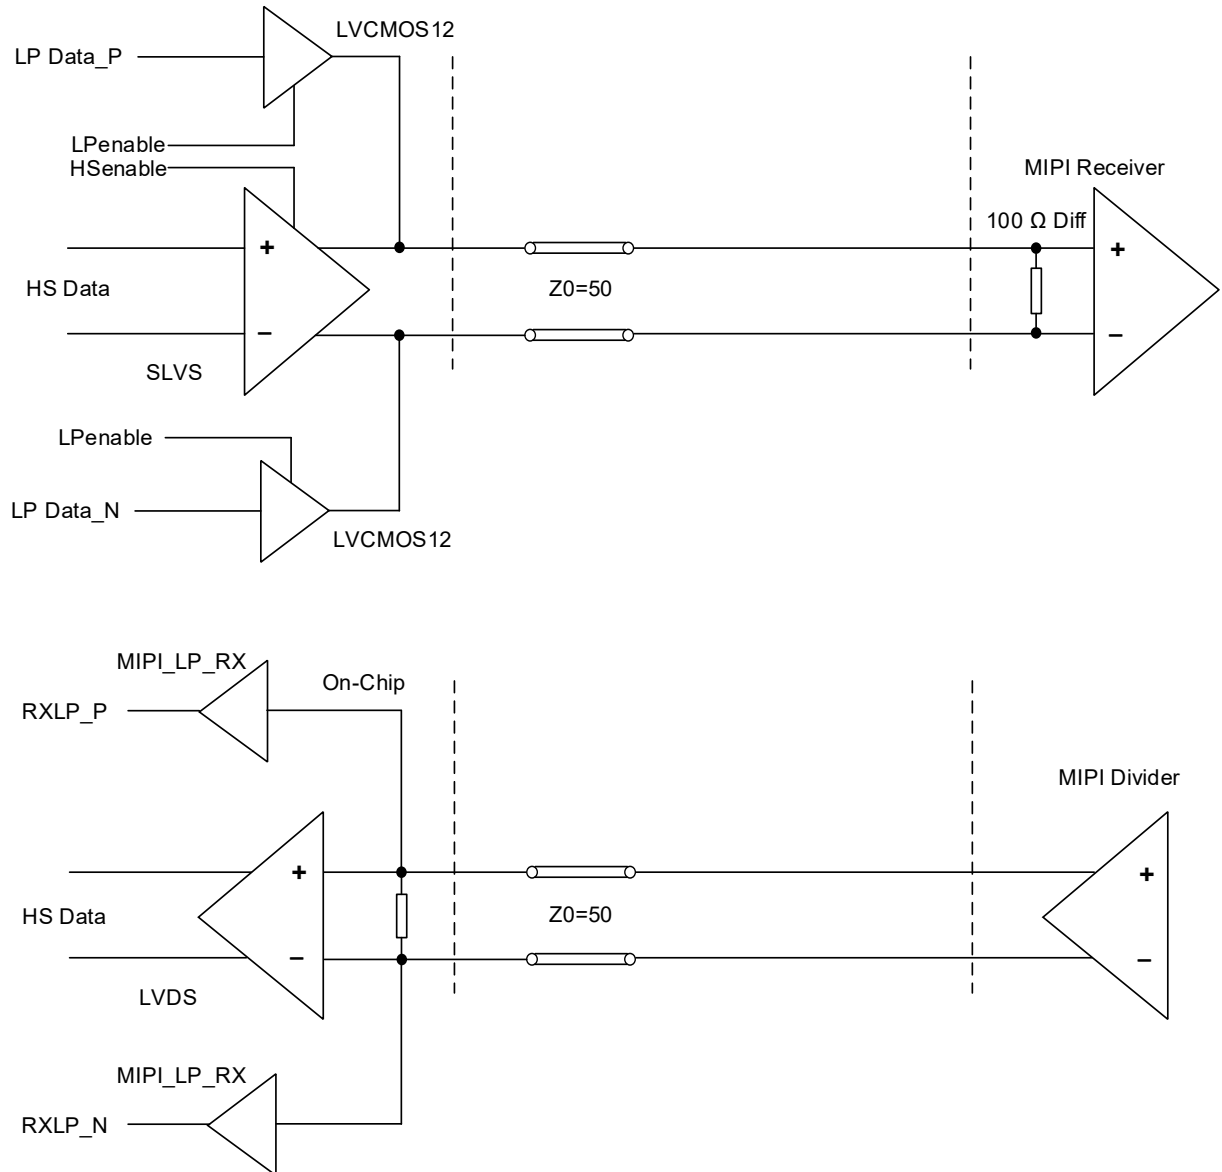 LVCMOS12
LP Data_P
LPenable
HSenable
MIPI Receiver
100 Ω Diff
+
+
HS Data
Z0=50
–
–
SLVS
LPenable
LP Data_N
LVCMOS12
MIPI_LP_RX
On-Chip
RXLP_P
MIPI Divider
+
+
HS Data
Z0=50
–
–
LVDS
MIPI_LP_RX
RXLP_N